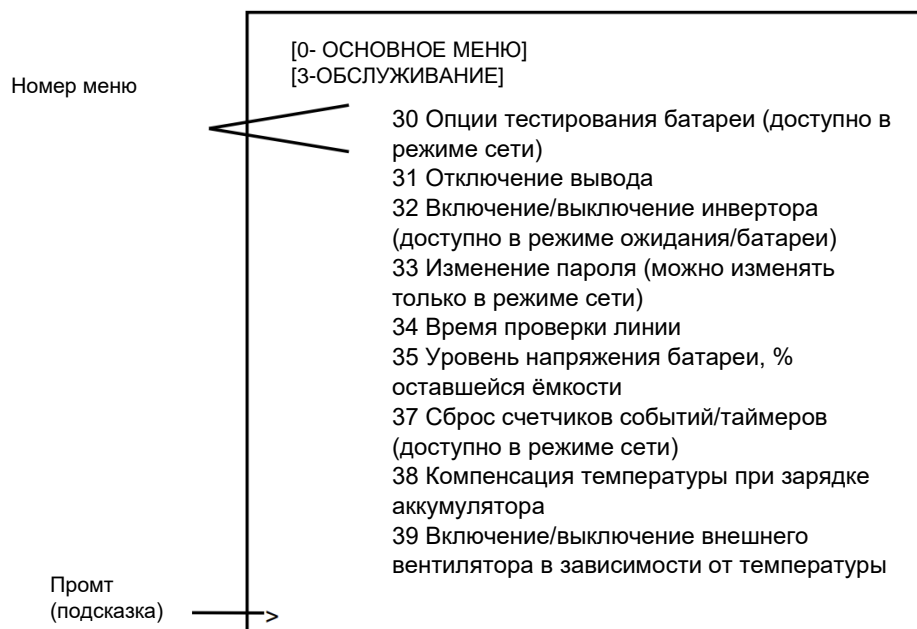 [0- ОСНОВНОЕ МЕНЮ]
[3-ОБСЛУЖИВАНИЕ]
Номер меню
30 Опции тестирования батареи (доступно в
режиме сети)
31 Отключение вывода
32 Включение/выключение инвертора
(доступно в режиме ожидания/батареи)
33 Изменение пароля (можно изменять
только в режиме сети)
34 Время проверки линии
35 Уровень напряжения батареи, %
оставшейся ёмкости
37 Сброс счетчиков событий/таймеров
(доступно в режиме сети)
38 Компенсация температуры при зарядке
аккумулятора
39 Включение/выключение внешнего
вентилятора в зависимости от температуры
Промт
(подсказка)
>